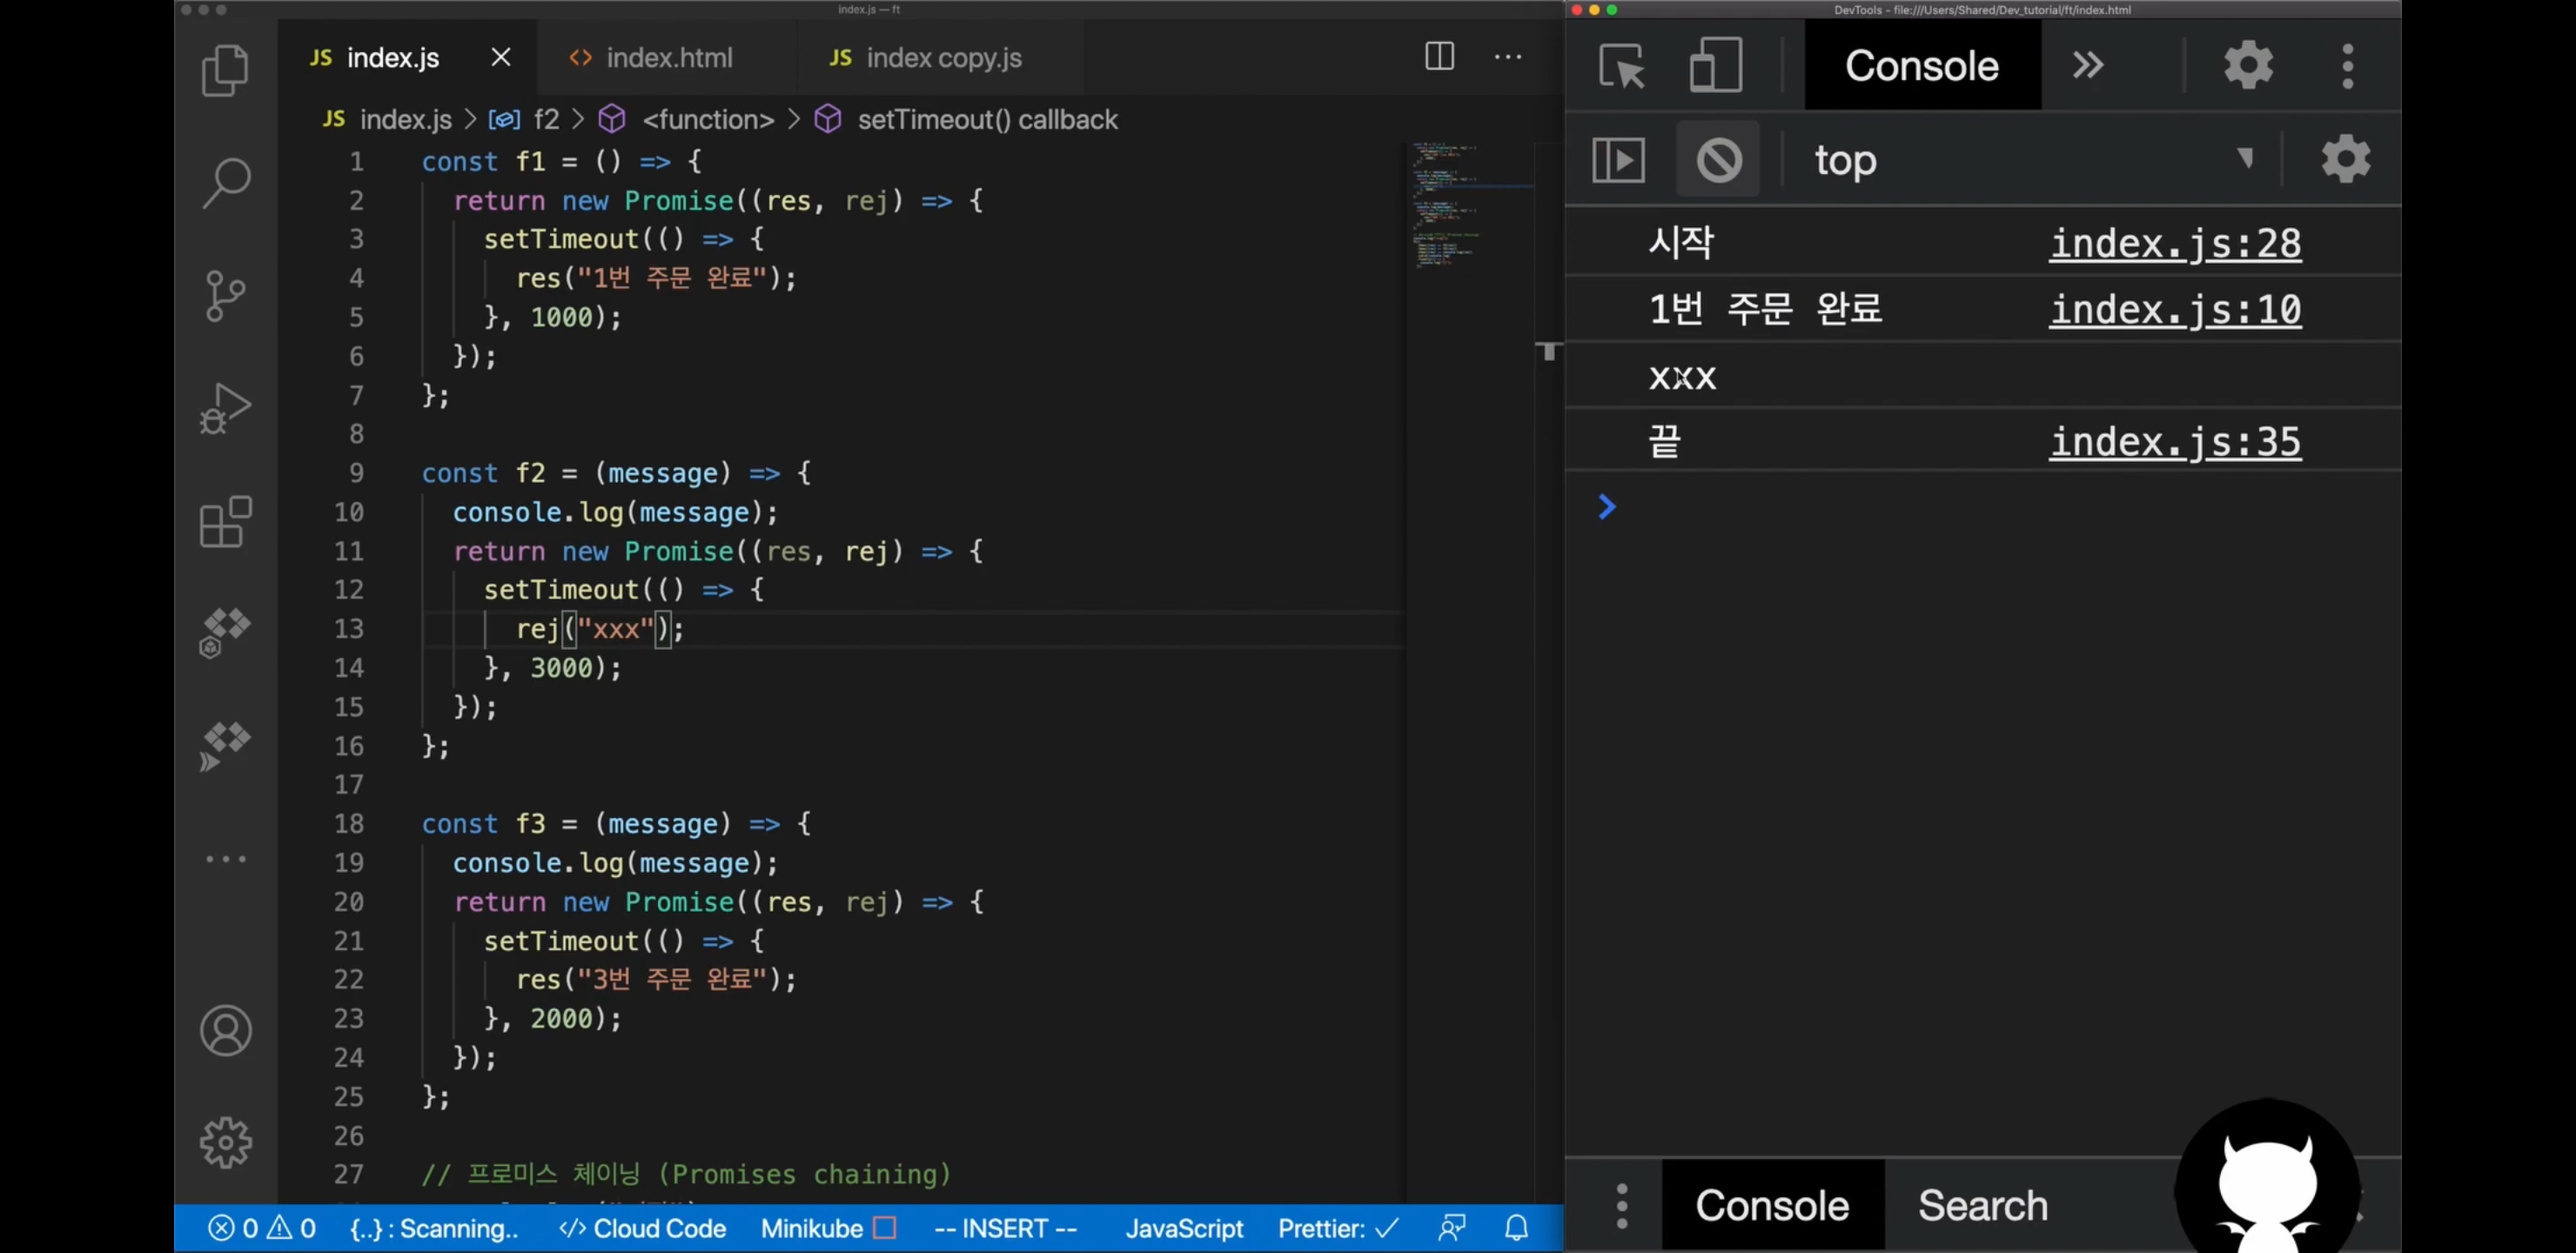 index.js — ft
JS index.js
<> index.html
JS index copy.js
JS index.js > f2 > <function> > setTimeout() callback
1 const f1 = () => {
2 return new Promise((res, rej) => {
3 setTimeout(() => {
4 res("1번 주문 완료");
5 }, 1000);
6 });
7 };
8
9 const f2 = (message) => {
10 console.log(message);
11 return new Promise((res, rej) => {
12 setTimeout(() => {
13 rej("xxx");
14 }, 3000);
15 });
16 };
17
18 const f3 = (message) => {
19 console.log(message);
20 return new Promise((res, rej) => {
21 setTimeout(() => {
22 res("3번 주문 완료");
23 }, 2000);
24 });
25 };
26
27 // 프로미스 체이닝 (Promises chaining)
0 0 {..} : Scanning.. </> Cloud Code Minikube -- INSERT -- JavaScript Prettier: ✓
DevTools - file:///Users/Shared/Dev_tutorial/ft/index.html
Console
top
시작 index.js:28
1번 주문 완료 index.js:10
xxx
끝 index.js:35
Console Search